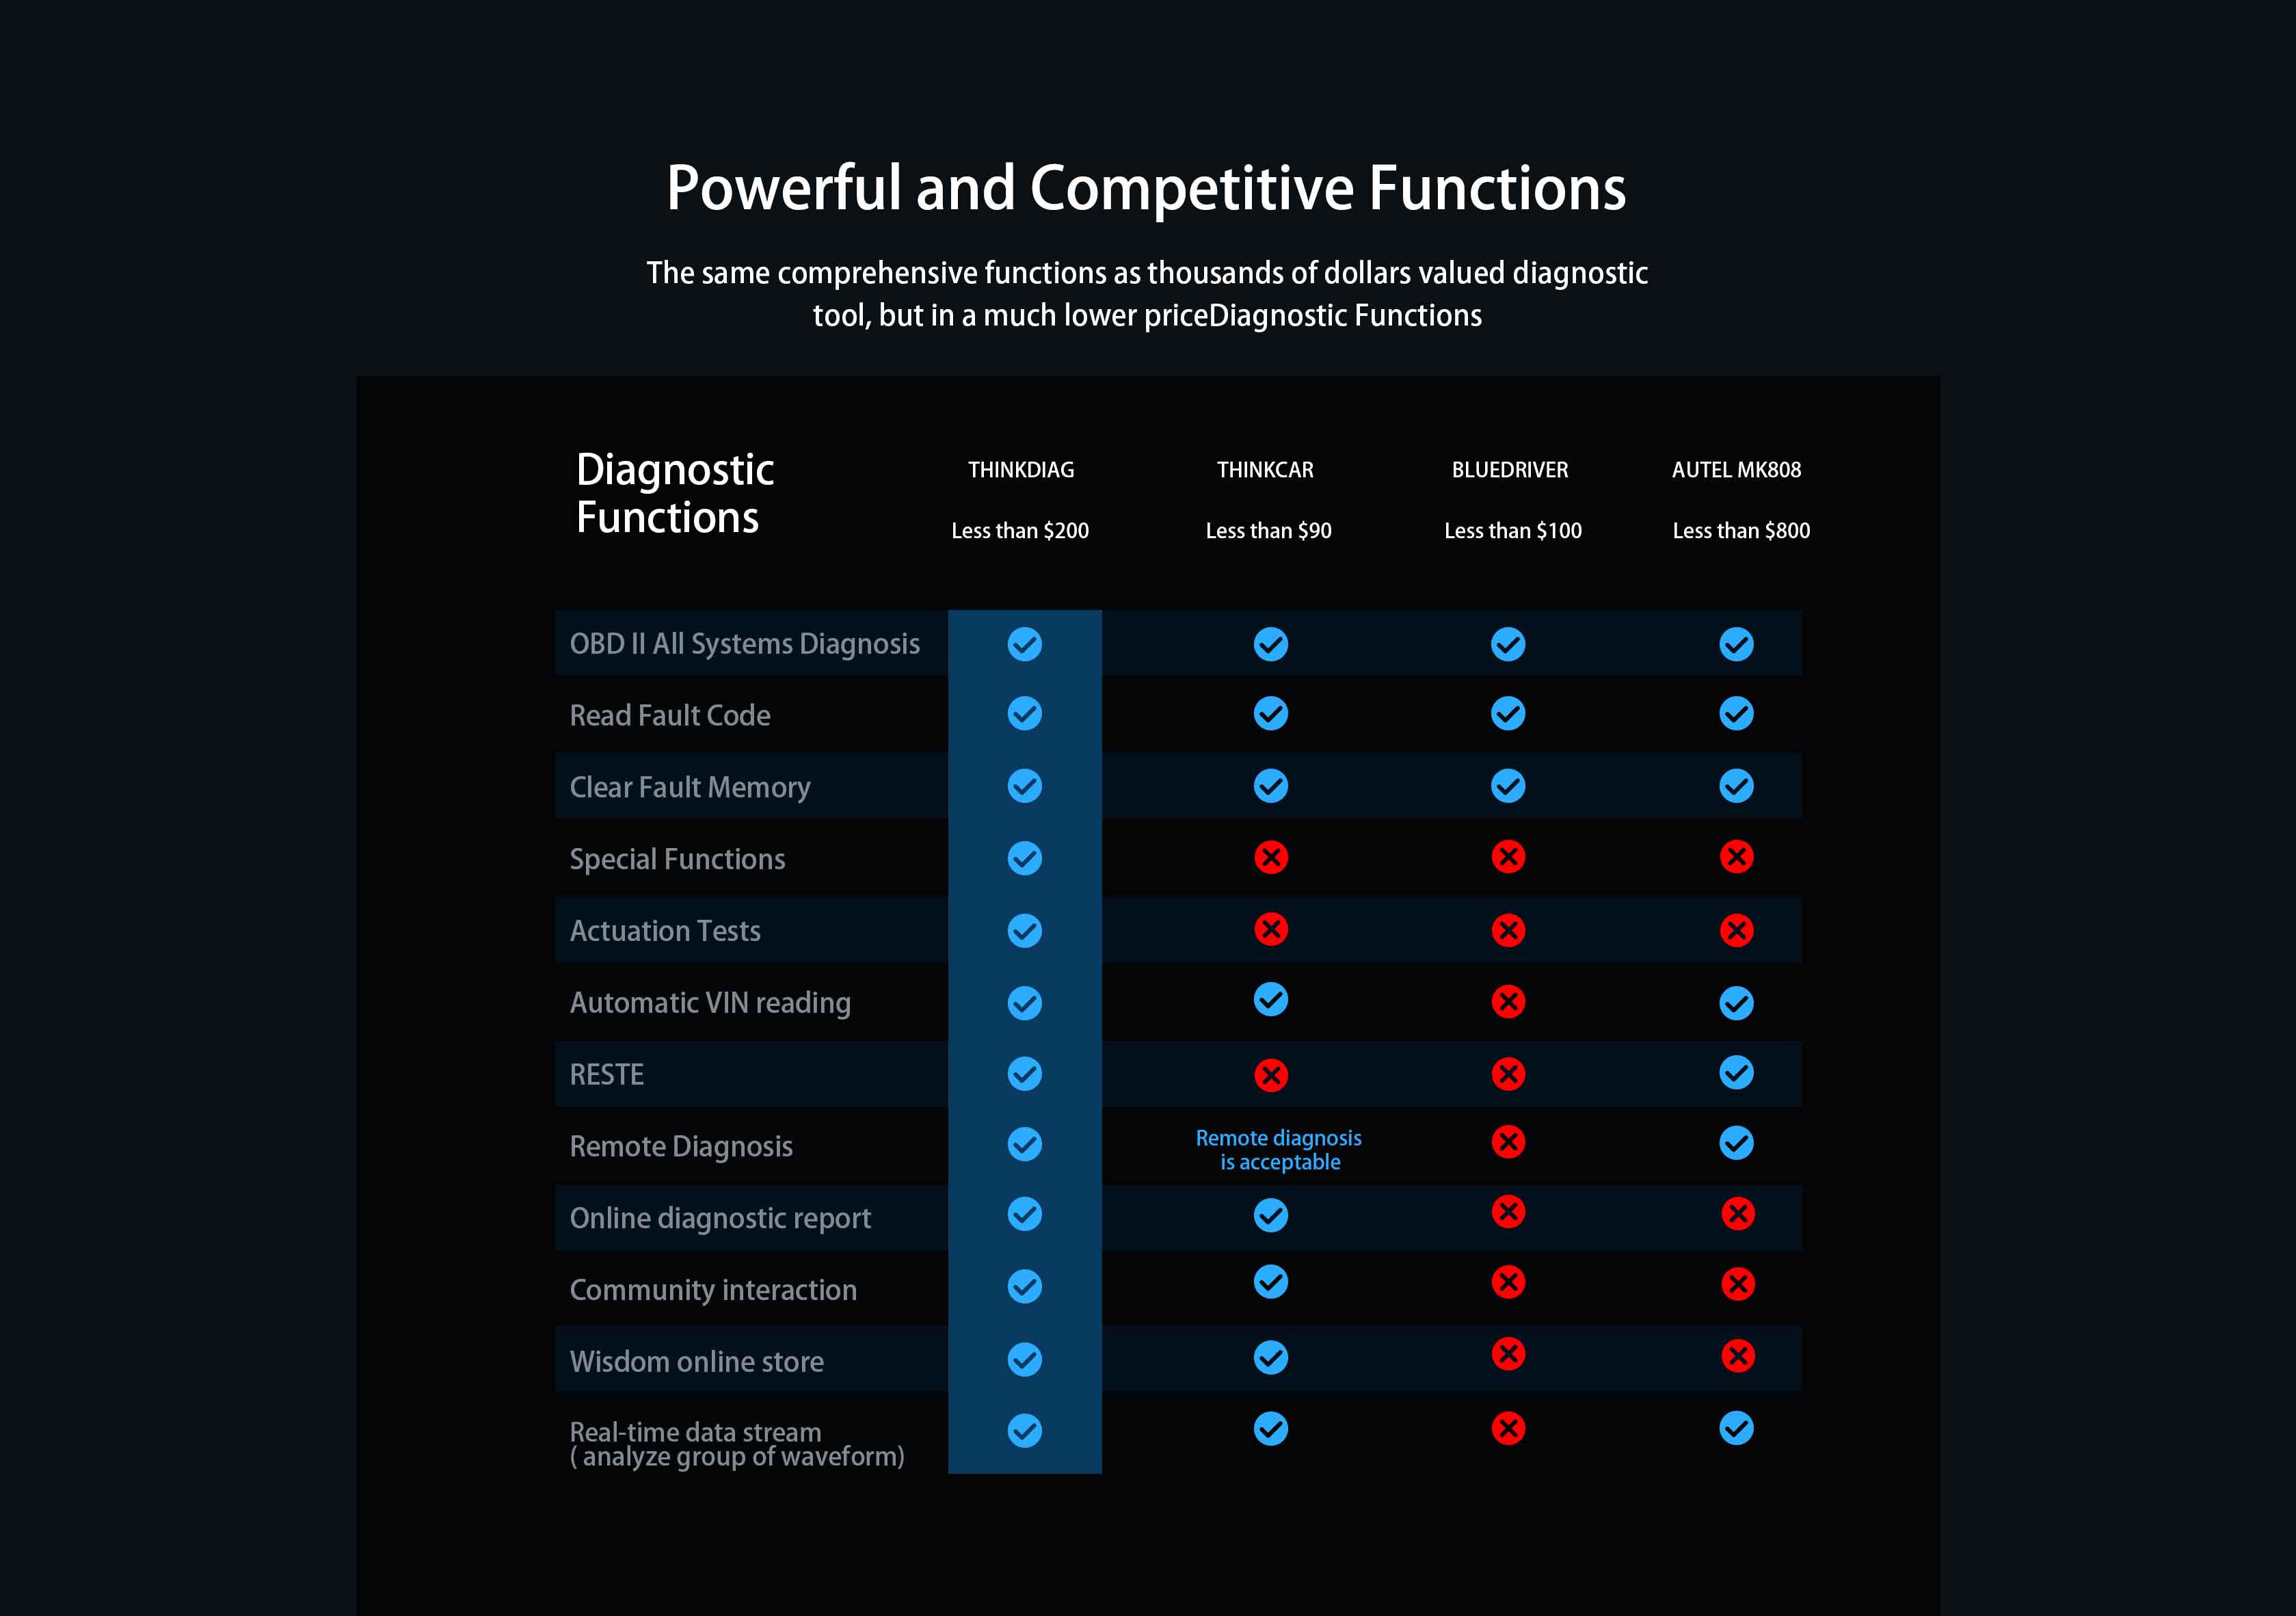 Powerful and Competitive Functions
The same comprehensive functions as thousands of dollars valued diagnostic
tool, but in a much lower priceDiagnostic Functions
Diagnostic
Functions
THINKDIAG
THINKCAR
BLUEDRIVER
AUTEL MK808
Less than $200
Less than $90
Less than $100
Less than $800
OBD II All Systems Diagnosis
Read Fault Code
Clear Fault Memory
Special Functions
Actuation Tests
Automatic VIN reading
RESTE
Remote Diagnosis
Remote diagnosis
is acceptable
Online diagnostic report
Community interaction
Wisdom online store
Real-time data stream
( analyze group of waveform)